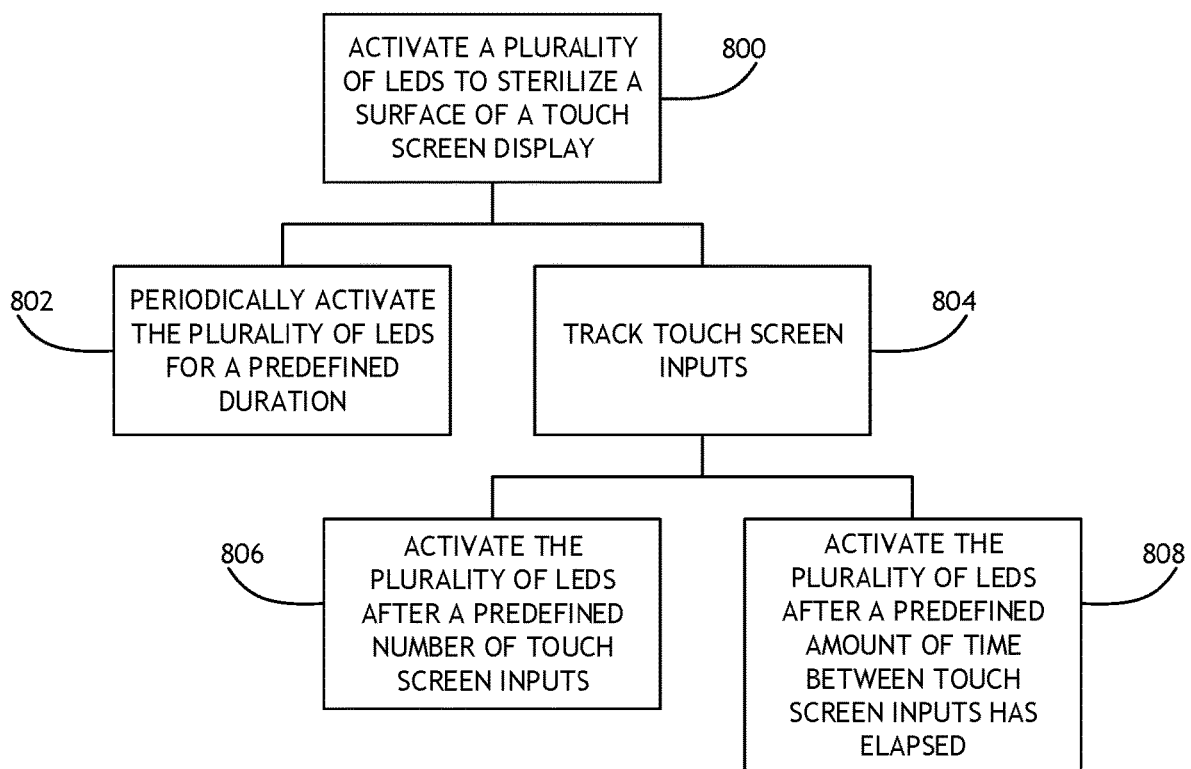 ACTIVATE A PLURALITY
OF LEDS TO STERILIZE A
SURFACE OF A TOUCH
SCREEN DISPLAY
800
802
PERIODICALLY ACTIVATE
THE PLURALITY OF LEDS
FOR A PREDEFINED
DURATION
TRACK TOUCH SCREEN
INPUTS
804
806
ACTIVATE THE
PLURALITY OF LEDS
AFTER A PREDEFINED
NUMBER OF TOUCH
SCREEN INPUTS
ACTIVATE THE
PLURALITY OF LEDS
AFTER A PREDEFINED
AMOUNT OF TIME
BETWEEN TOUCH
SCREEN INPUTS HAS
ELAPSED
808